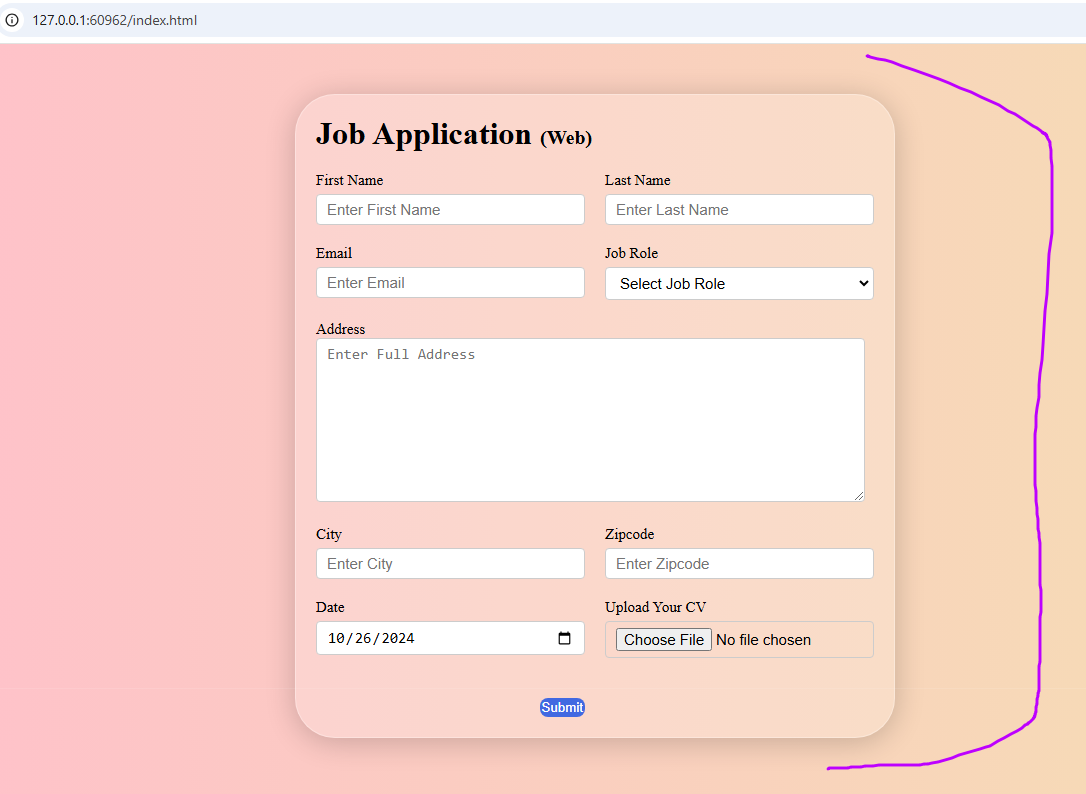 127.0.0.1:60962/index.html
Job Application (Web)
First Name Last Name
Enter First Name Enter Last Name
Email Job Role
Enter Email Select Job Role
Address
Enter Full Address
City Zipcode
Enter City Enter Zipcode
Date Upload Your CV
10/26/2024 Choose File No file chosen
Submit